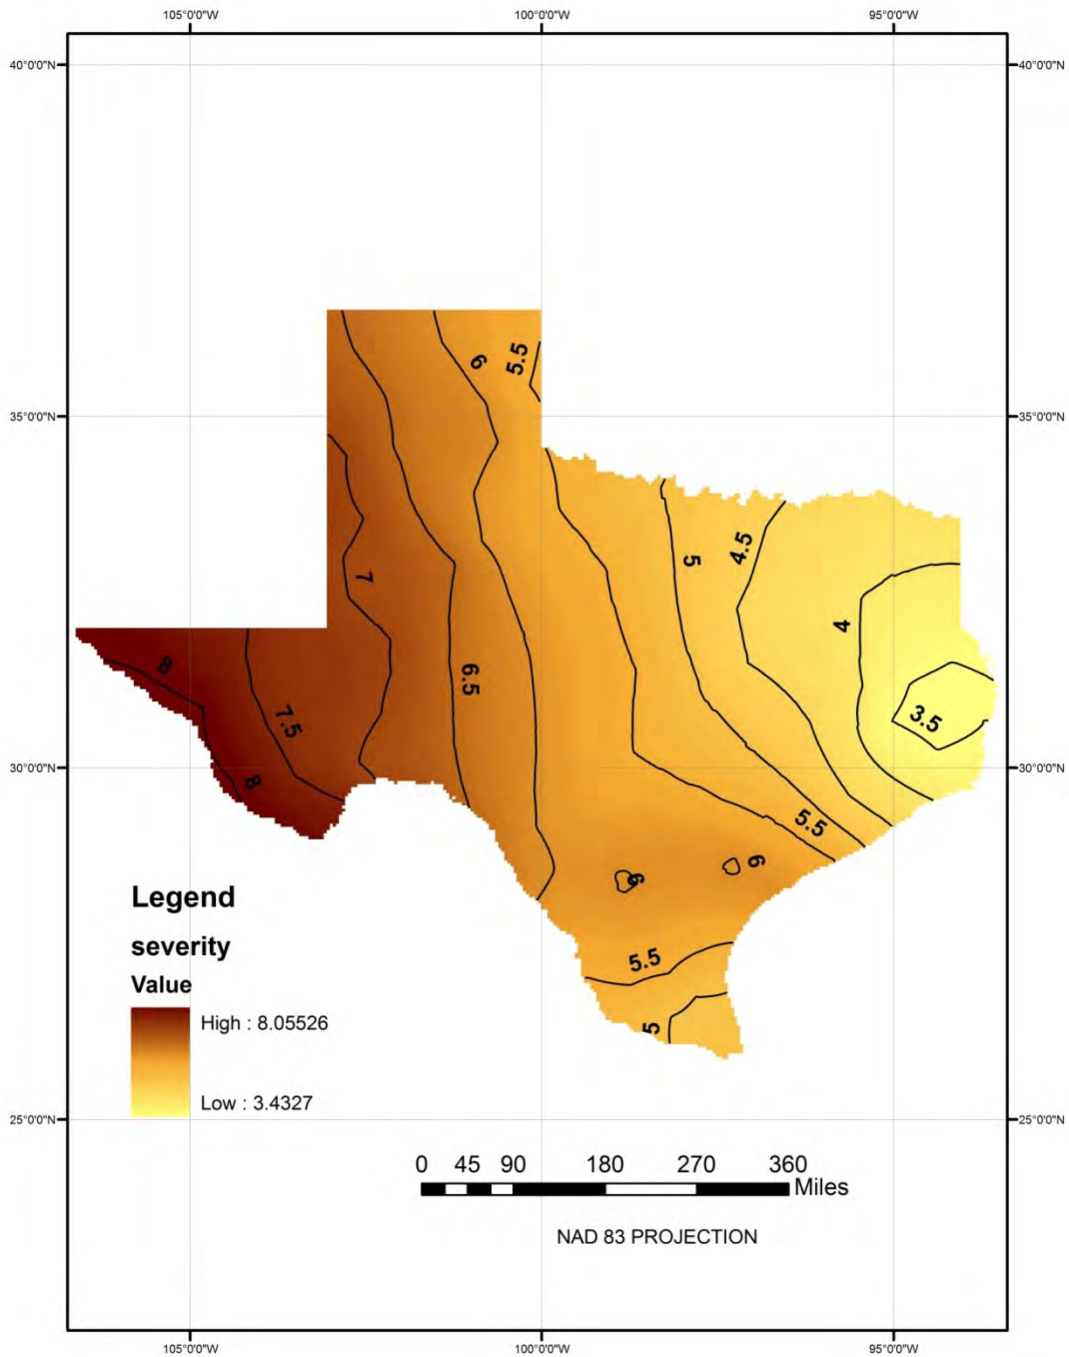 105°0'0"W 100°0'0"W 95°0'0"W
40°0'0"N 40°0'0"N
6 5.5
35°0'0"N 35°0'0"N
5 4.5
7
4
8 6.5
7.5 3.5
30°0'0"N 8 30°0'0"N
5.5
6 6
Legend
severity
5.5
Value
High : 8.05526
5
Low : 3.4327
25°0'0"N 25°0'0"N
0 45 90 180 270 360
Miles
NAD 83 PROJECTION
105°0'0"W 100°0'0"W 95°0'0"W